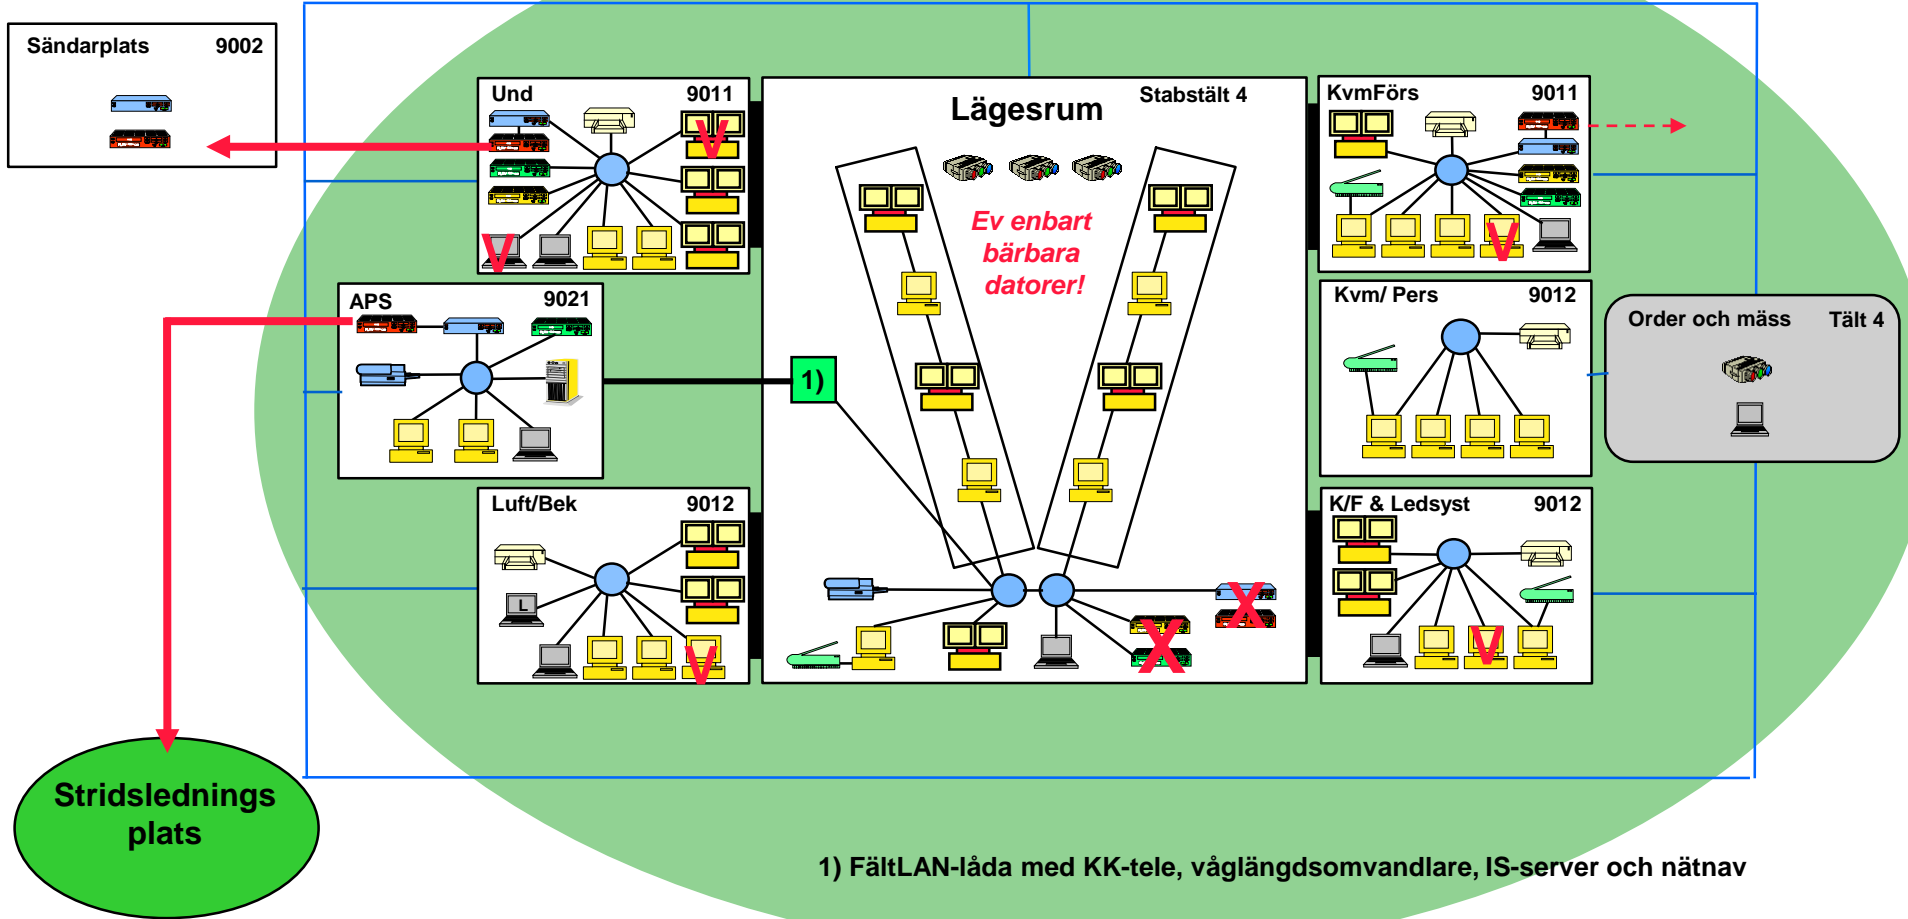 Sändarplats 9002
Und 9011
V
V
Lägesrum
Stabstält 4
Ev enbart
bärbara
datorer!
KvmFörs 9011
V
APS 9021
1)
Kvm/ Pers 9012
Order och mäss Tält 4
Luft/Bek 9012
L
V
X
X
K/F & Ledsyst 9012
V
Stridslednings
plats
1) FältLAN-låda med KK-tele, våglängdsomvandlare, IS-server och nätnav